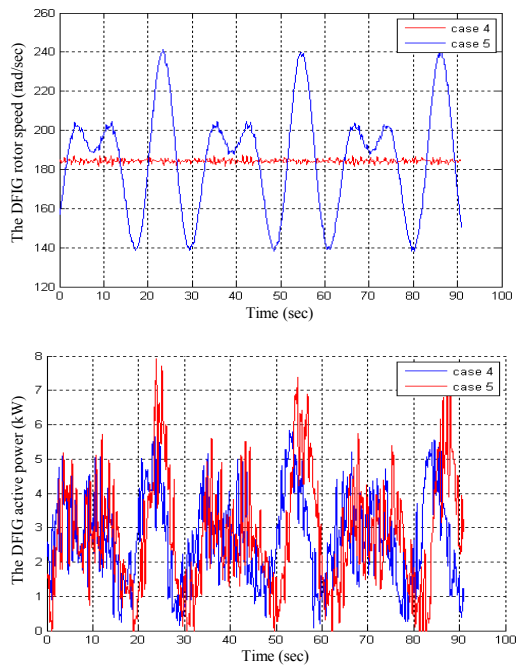 The DFIG rotor speed (rad/sec)
260
240
220
200
180
160
140
120
case 4
case 5
0 10 20 30 40 50 60 70 80 90 100
Time (sec)
The DFIG active power (kW)
8
7
6
5
4
3
2
1
0
case 4
case 5
0 10 20 30 40 50 60 70 80 90 100
Time (sec)